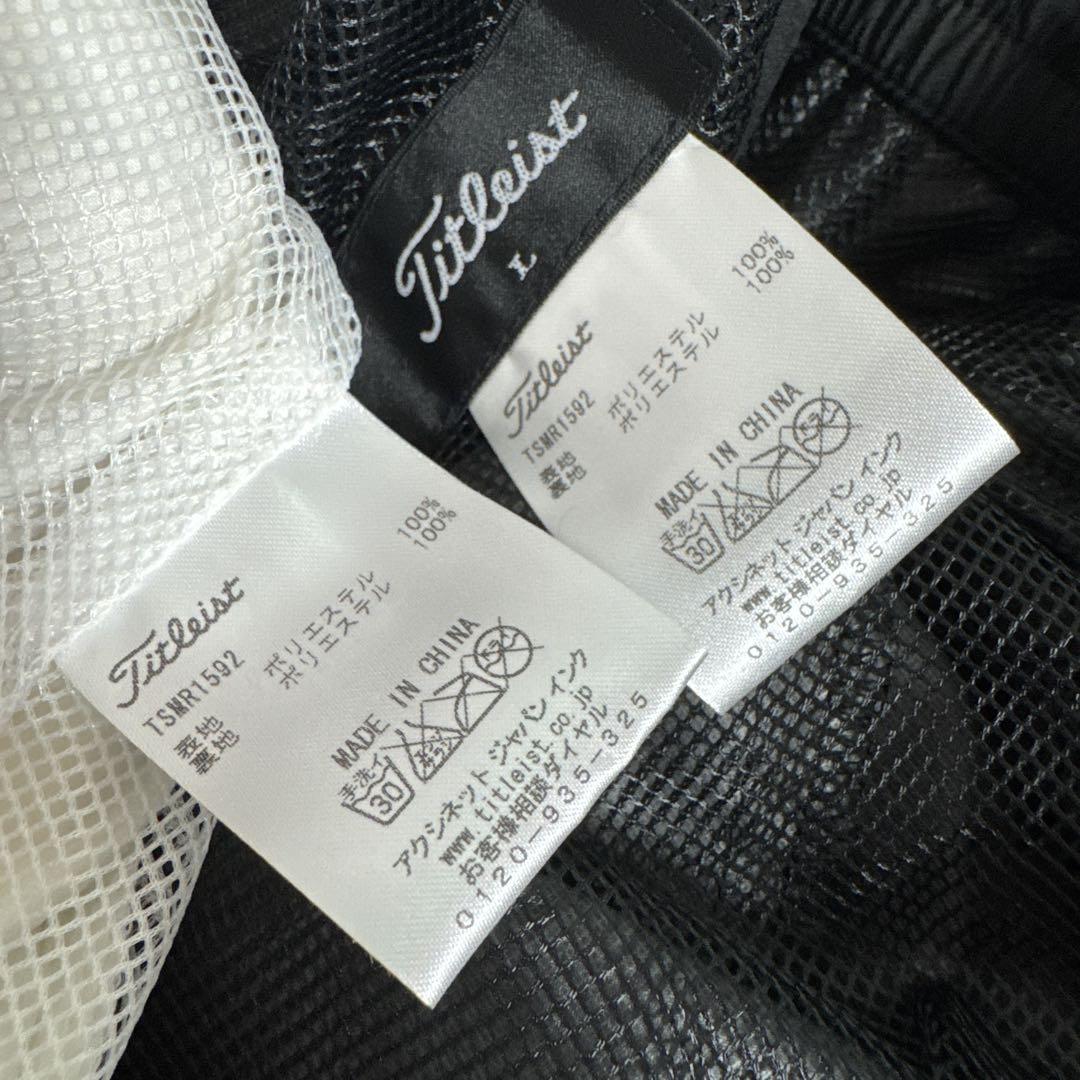 Titleist
L
Titleist
TSMR1592
表地 ポリエステル 100%
裏地 ポリエステル 100%
MADE IN CHINA
手洗イ
30
アクシネット ジャパン インク
www.titleist.co.jp
お客様相談ダイヤル
0120-935-325
Titleist
TSMR1592
表地 ポリエステル 100%
裏地 ポリエステル 100%
MADE IN CHINA
手洗イ
30
アクシネット ジャパン インク
www.titleist.co.jp
お客様相談ダイヤル
0120-935-325